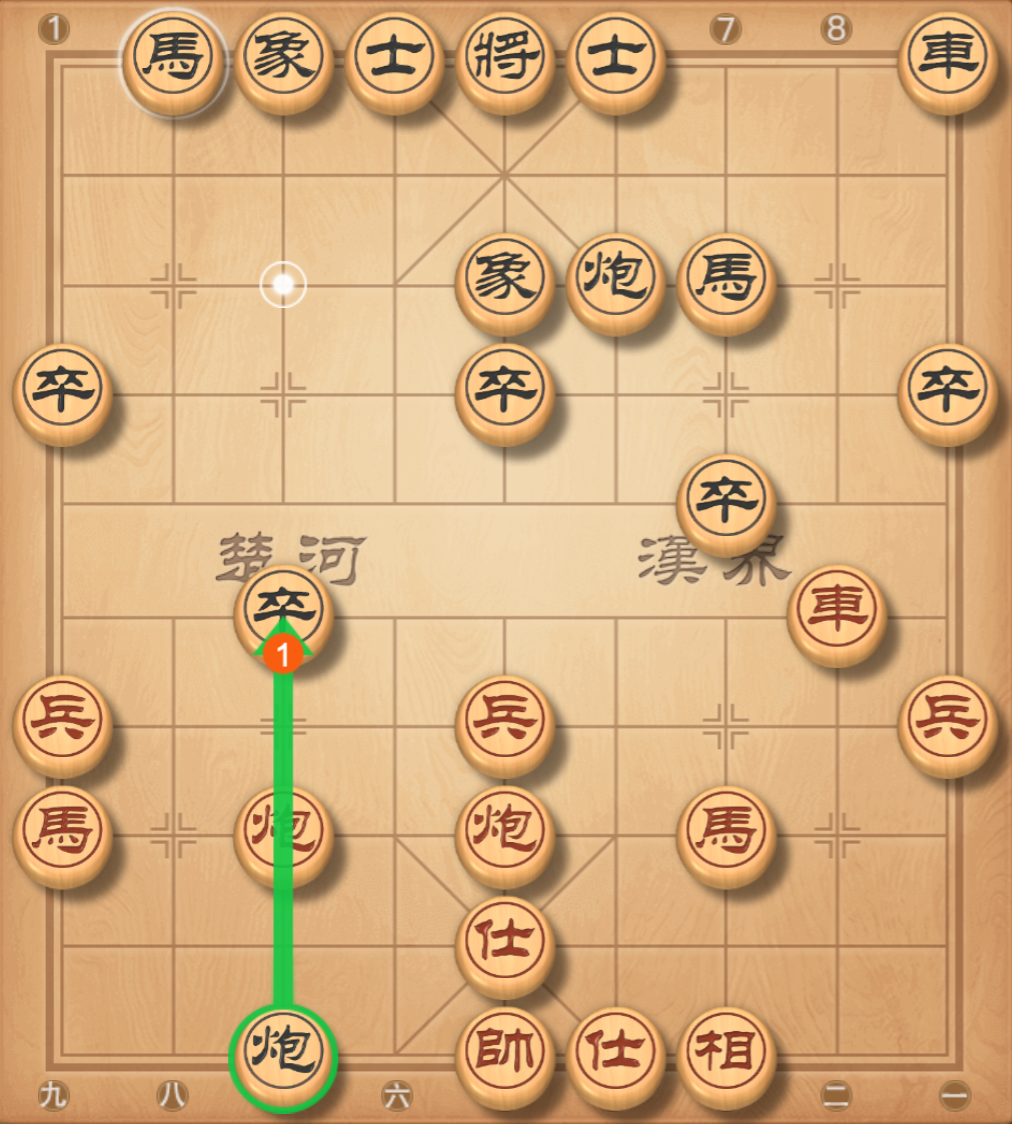 1 7 8
馬 象 士 將 士 車
象 炮 馬
卒 卒 卒
卒
楚河 漢界
卒 車
1
兵 兵 兵
馬 炮 炮 馬
仕
炮 帥 仕 相
九 八 六 二 一